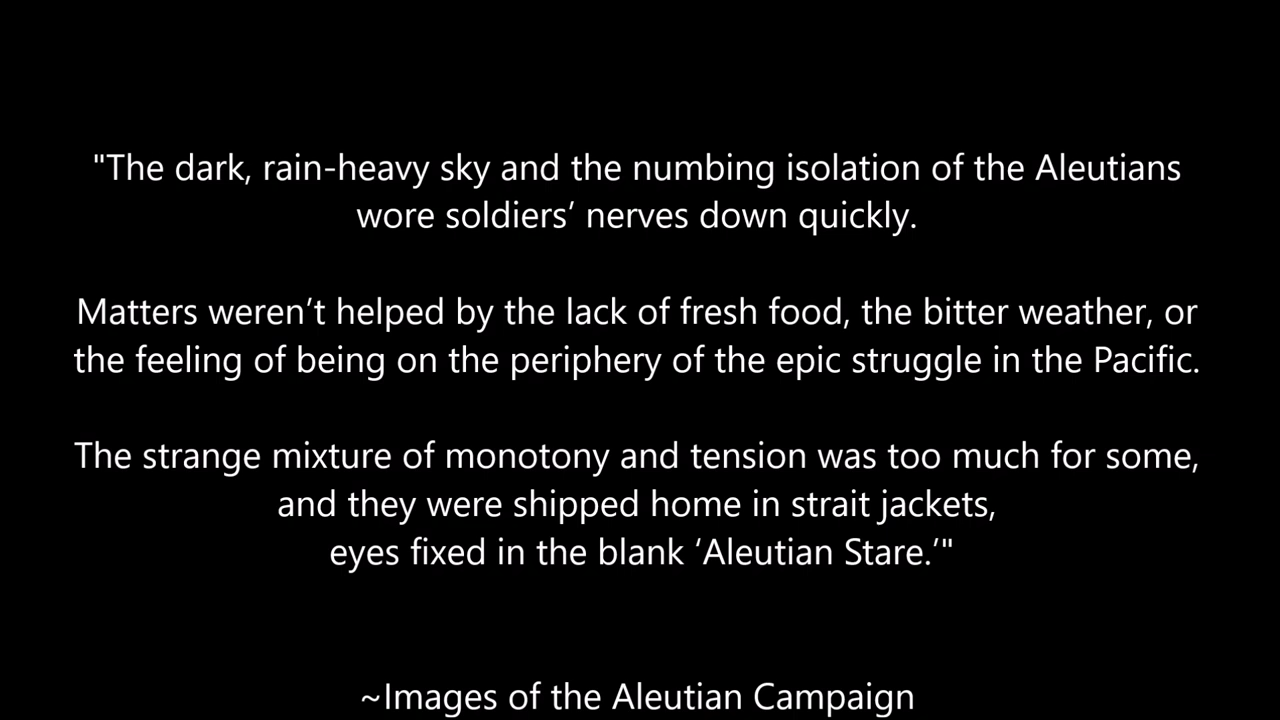 "The dark, rain-heavy sky and the numbing isolation of the Aleutians
wore soldiers’ nerves down quickly.
Matters weren’t helped by the lack of fresh food, the bitter weather, or
the feeling of being on the periphery of the epic struggle in the Pacific.
The strange mixture of monotony and tension was too much for some,
and they were shipped home in strait jackets,
eyes fixed in the blank ‘Aleutian Stare.’"
~Images of the Aleutian Campaign